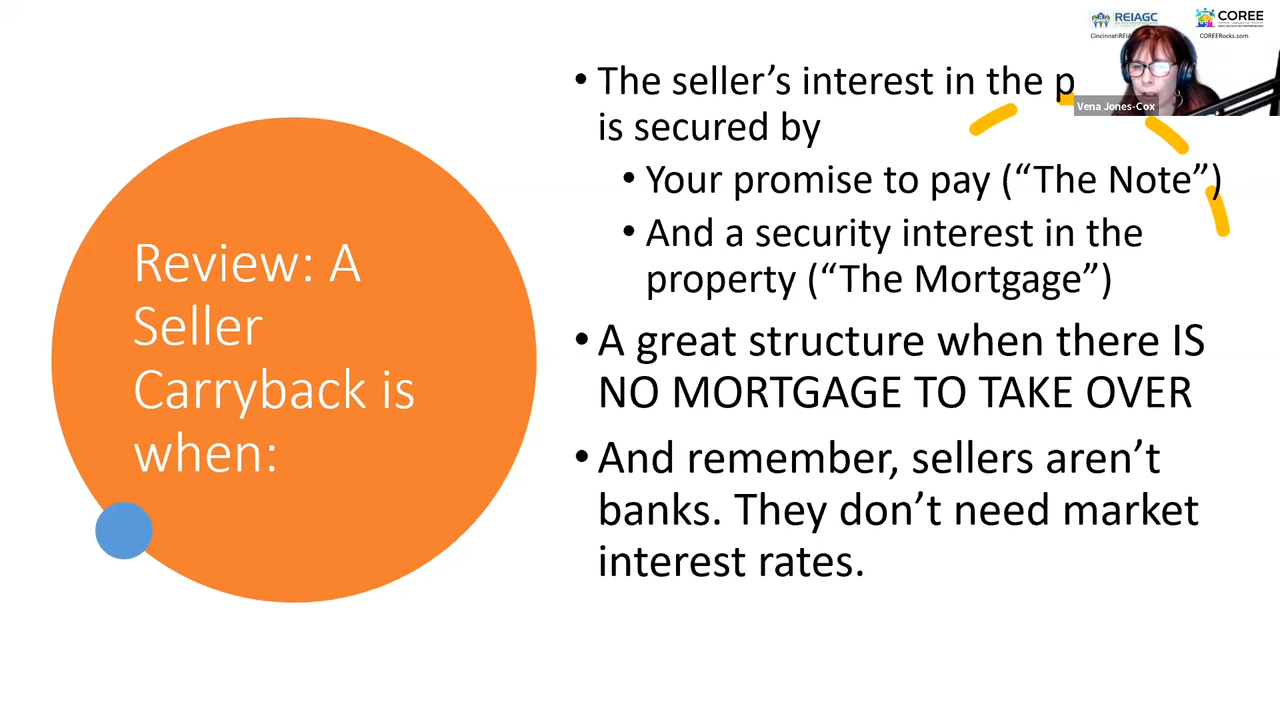 REIAGC
COREE
COREERocks.com
Vena Jones-Cox
Review: A
Seller
Carryback is
when:
• The seller’s interest in the p
is secured by
• Your promise to pay (“The Note”)
• And a security interest in the
property (“The Mortgage”)
• A great structure when there IS
NO MORTGAGE TO TAKE OVER
• And remember, sellers aren’t
banks. They don’t need market
interest rates.